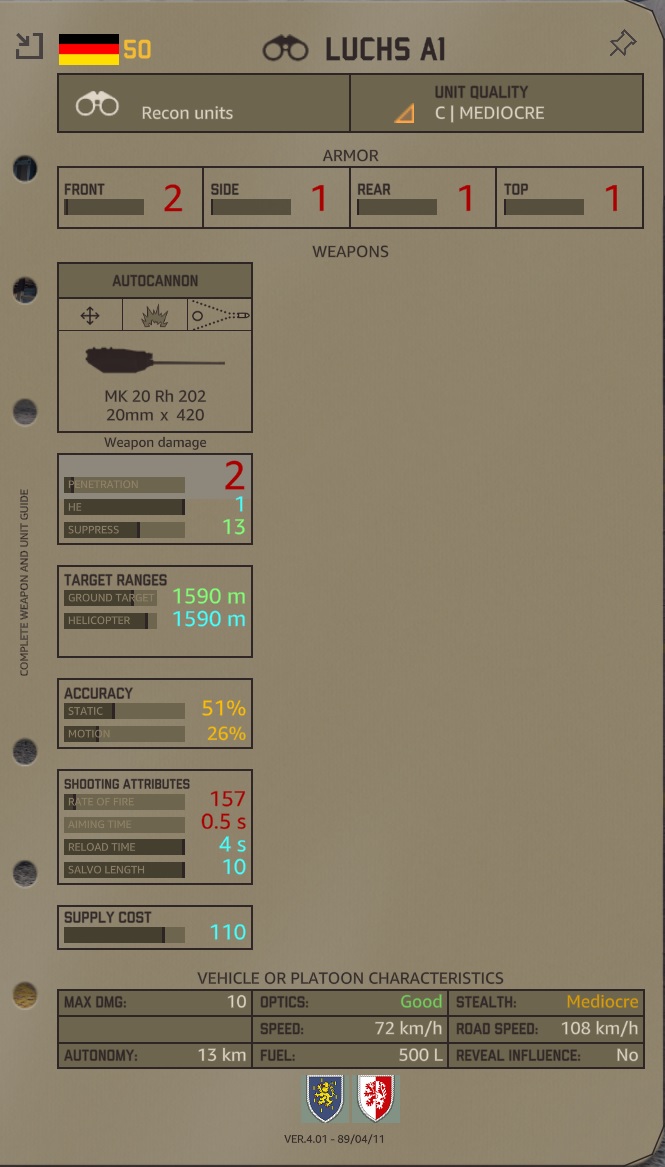 50 LUCHS A1
Recon units
UNIT QUALITY
C | MEDIOCRE
ARMOR
FRONT 2 SIDE 1 REAR 1 TOP 1
WEAPONS
AUTOCANNON
MK 20 Rh 202
20mm x 420
Weapon damage
PENETRATION 2
HE 1
SUPPRESS 13
TARGET RANGES
GROUND TARGET 1590 m
HELICOPTER 1590 m
ACCURACY
STATIC 51%
MOTION 26%
SHOOTING ATTRIBUTES
RATE OF FIRE 157
AIMING TIME 0.5 s
RELOAD TIME 4 s
SALVO LENGTH 10
SUPPLY COST
110
COMPLETE WEAPON AND UNIT GUIDE
VEHICLE OR PLATOON CHARACTERISTICS
MAX DMG: 10 OPTICS: Good STEALTH: Mediocre
SPEED: 72 km/h ROAD SPEED: 108 km/h
AUTONOMY: 13 km FUEL: 500 L REVEAL INFLUENCE: No
VER.4.01 - 89/04/11